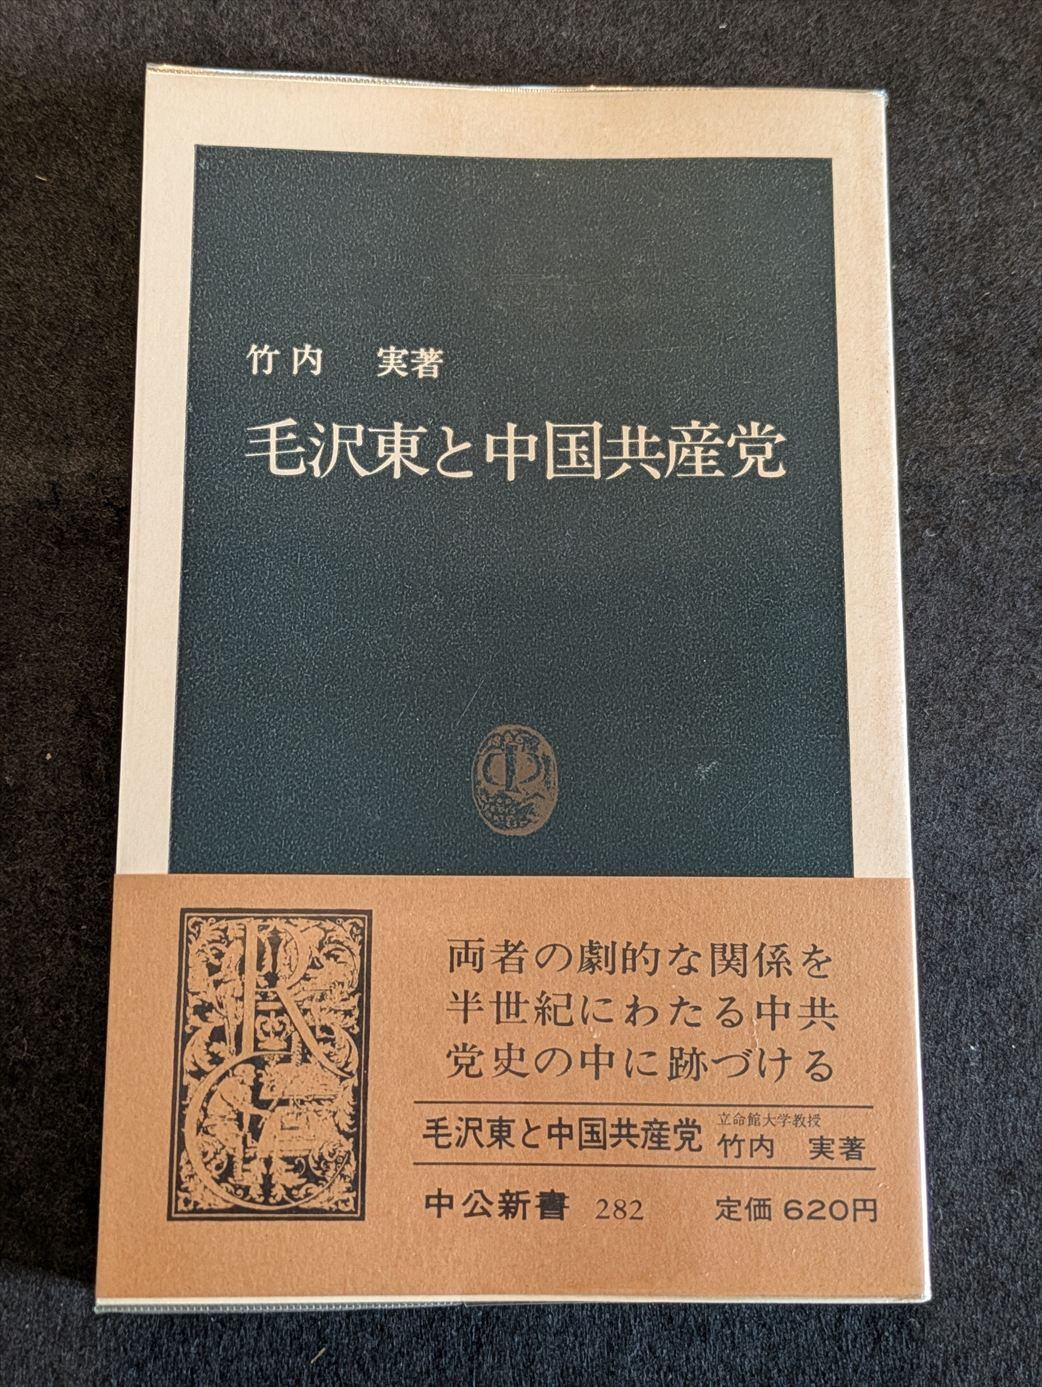 竹内 実著
毛沢東と中国共産党
両者の劇的な関係を
半世紀にわたる中共
党史の中に跡づける
毛沢東と中国共産党
立命館大学教授
竹内 実著
中公新書 282
定価 620円